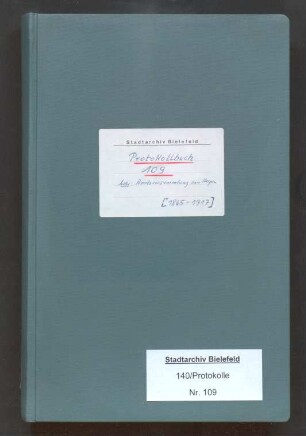 Stadtarchiv Bielefeld
Protokollbuch
109
[1865-1917]
Stadtarchiv Bielefeld
140/Protokolle
Nr. 109